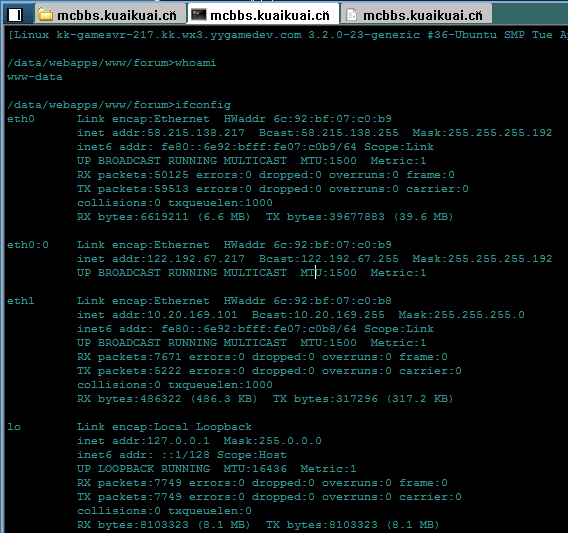 mcbbs.kuaikuai.cn mcbbs.kuaikuai.cn mcbbs.kuaikuai.cn
[Linux kk-gamesvr-217.kk.wx3.yygamedev.com 3.2.0-23-generic #36-Ubuntu SMP Tue
/data/webapps/www/forum>whoami
www-data
/data/webapps/www/forum>ifconfig
eth0 Link encap:Ethernet HWaddr 6c:92:bf:07:c0:b9
inet addr:58.215.138.217 Bcast:58.215.138.255 Mask:255.255.255.192
inet6 addr: fe80::6e92:bfff:fe07:c0b9/64 Scope:Link
UP BROADCAST RUNNING MULTICAST MTU:1500 Metric:1
RX packets:50125 errors:0 dropped:0 overruns:0 frame:0
TX packets:59513 errors:0 dropped:0 overruns:0 carrier:0
collisions:0 txqueuelen:1000
RX bytes:6619211 (6.6 MB) TX bytes:39677883 (39.6 MB)
eth0:0 Link encap:Ethernet HWaddr 6c:92:bf:07:c0:b9
inet addr:122.192.67.217 Bcast:122.192.67.255 Mask:255.255.255.192
UP BROADCAST RUNNING MULTICAST MTU:1500 Metric:1
eth1 Link encap:Ethernet HWaddr 6c:92:bf:07:c0:b8
inet addr:10.20.169.101 Bcast:10.20.169.255 Mask:255.255.255.0
inet6 addr: fe80::6e92:bfff:fe07:c0b8/64 Scope:Link
UP BROADCAST RUNNING MULTICAST MTU:1500 Metric:1
RX packets:7671 errors:0 dropped:0 overruns:0 frame:0
TX packets:5222 errors:0 dropped:0 overruns:0 carrier:0
collisions:0 txqueuelen:1000
RX bytes:486322 (486.3 KB) TX bytes:317296 (317.2 KB)
lo Link encap:Local Loopback
inet addr:127.0.0.1 Mask:255.0.0.0
inet6 addr: ::1/128 Scope:Host
UP LOOPBACK RUNNING MTU:16436 Metric:1
RX packets:7749 errors:0 dropped:0 overruns:0 frame:0
TX packets:7749 errors:0 dropped:0 overruns:0 carrier:0
collisions:0 txqueuelen:0
RX bytes:8103323 (8.1 MB) TX bytes:8103323 (8.1 MB)